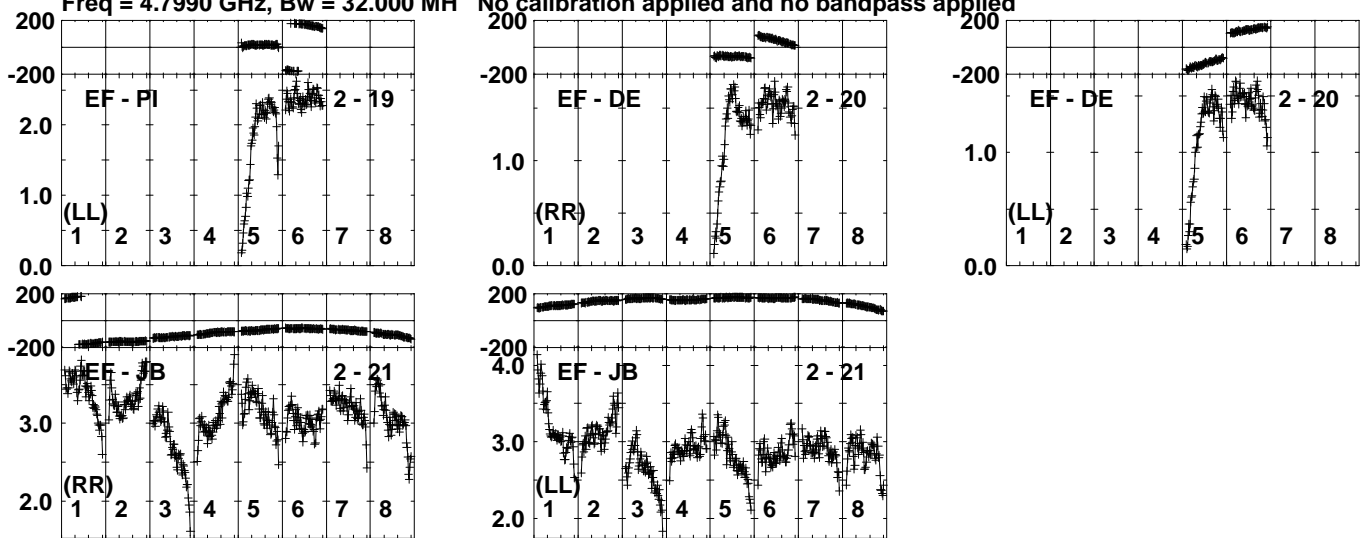 Freq = 4.7990 GHz, Bw = 32.000 MH No calibration applied and no bandpass applied
200
-200
EF - PI 2 - 19
2.0
1.0
(LL)
1 2 3 4 5 6 7 8
0.0
200
-200
EF - DE 2 - 20
1.0
(RR)
1 2 3 4 5 6 7 8
0.0
200
-200
EF - DE 2 - 20
1.0
(LL)
1 2 3 4 5 6 7 8
0.0
200
-200
EF - JB 2 - 21
3.0
2.0
(RR)
1 2 3 4 5 6 7 8
200
-200
4.0
EF - JB 2 - 21
3.0
(LL)
2.0
1 2 3 4 5 6 7 8